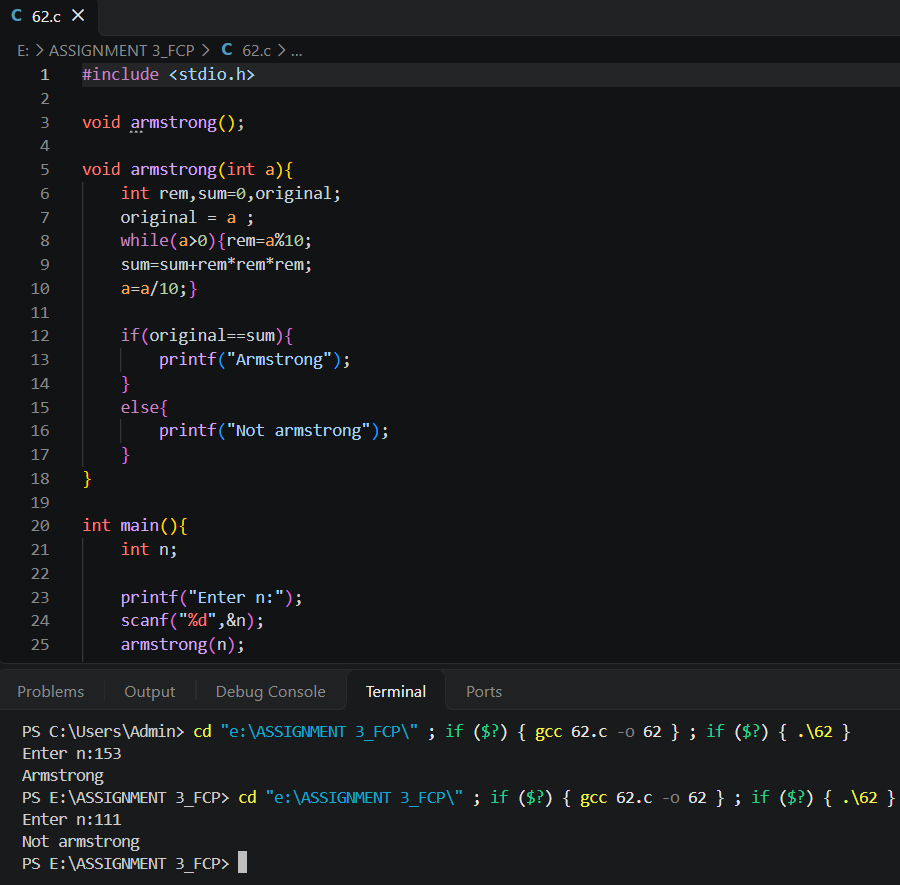 C 62.c ×
E: > ASSIGNMENT 3_FCP > C 62.c > ...
1 #include <stdio.h>
2
3 void armstrong();
4
5 void armstrong(int a){
6     int rem,sum=0,original;
7     original = a ;
8     while(a>0){rem=a%10;
9     sum=sum+rem*rem*rem;
10     a=a/10;}
11
12     if(original==sum){
13         printf("Armstrong");
14     }
15     else{
16         printf("Not armstrong");
17     }
18 }
19
20 int main(){
21     int n;
22
23     printf("Enter n:");
24     scanf("%d",&n);
25     armstrong(n);
Problems Output Debug Console Terminal Ports
PS C:\Users\Admin> cd "e:\ASSIGNMENT 3_FCP\" ; if ($?) { gcc 62.c -o 62 } ; if ($?) { .\62 }
Enter n:153
Armstrong
PS E:\ASSIGNMENT 3_FCP> cd "e:\ASSIGNMENT 3_FCP\" ; if ($?) { gcc 62.c -o 62 } ; if ($?) { .\62 }
Enter n:111
Not armstrong
PS E:\ASSIGNMENT 3_FCP>